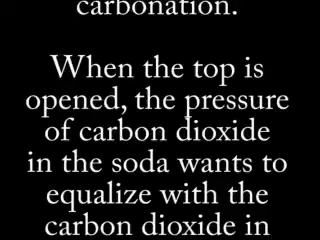 carbonation.
When the top is
opened, the pressure
of carbon dioxide
in the soda wants to
equalize with the
carbon dioxide in